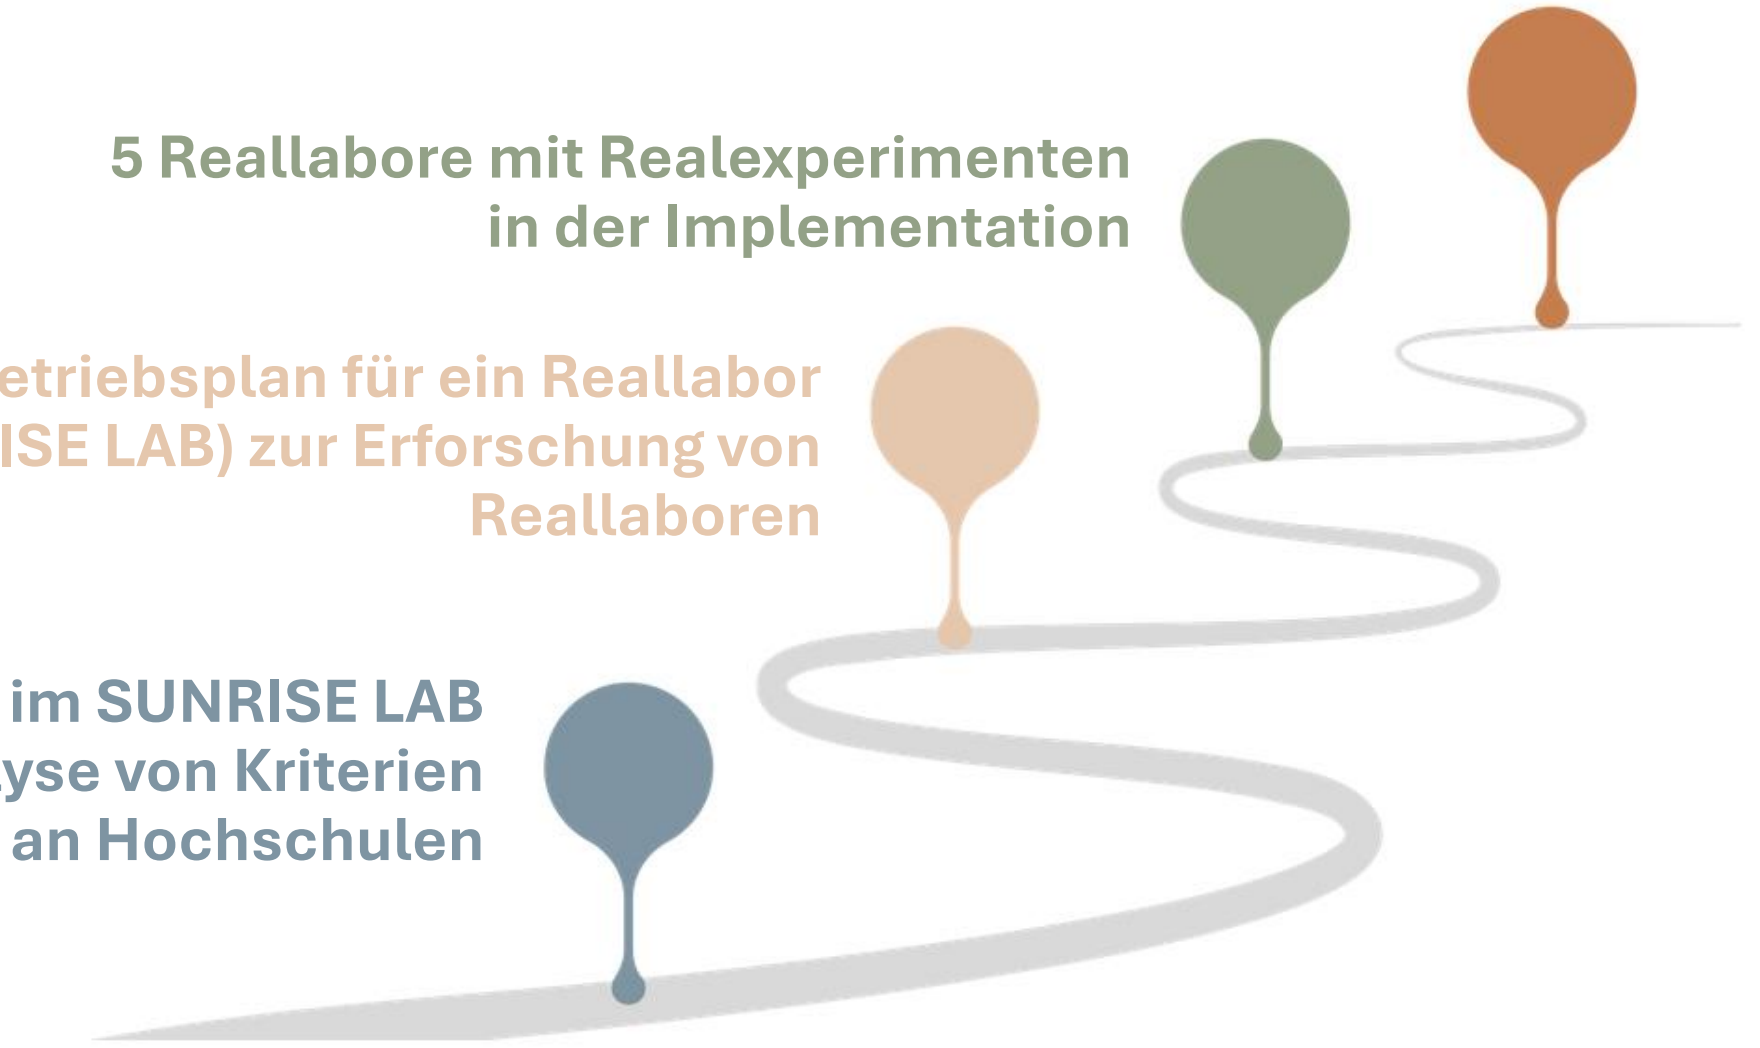 5 Reallabore mit Realexperimenten
in der Implementation
etriebsplan für ein Reallabor
ISE LAB) zur Erforschung von
Reallaboren
im SUNRISE LAB
lyse von Kriterien
an Hochschulen